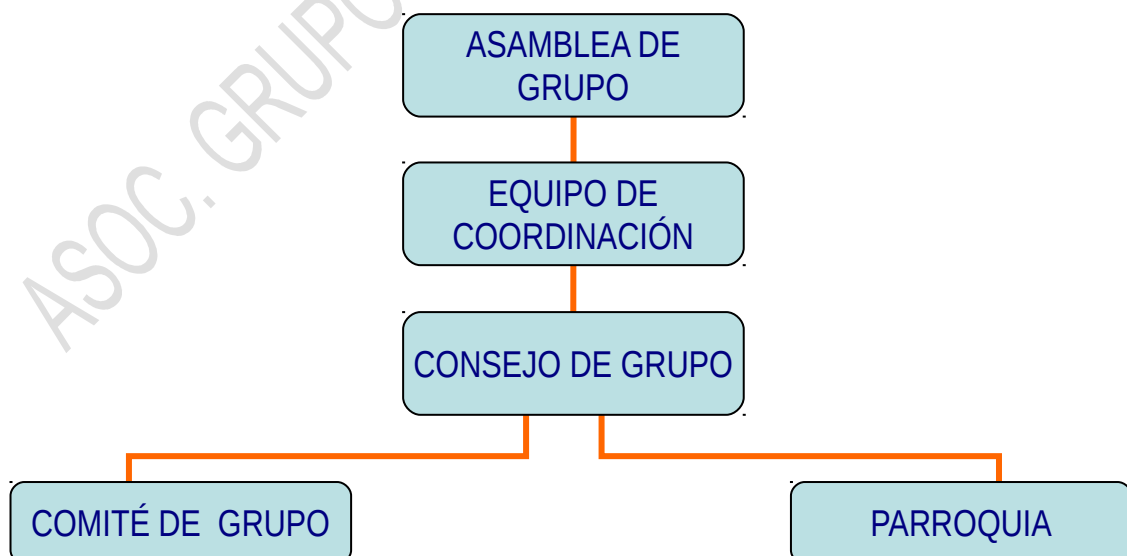 ASOC. GRUPO
ASAMBLEA DE
GRUPO
EQUIPO DE
COORDINACIÓN
CONSEJO DE GRUPO
COMITÉ DE GRUPO
PARROQUIA